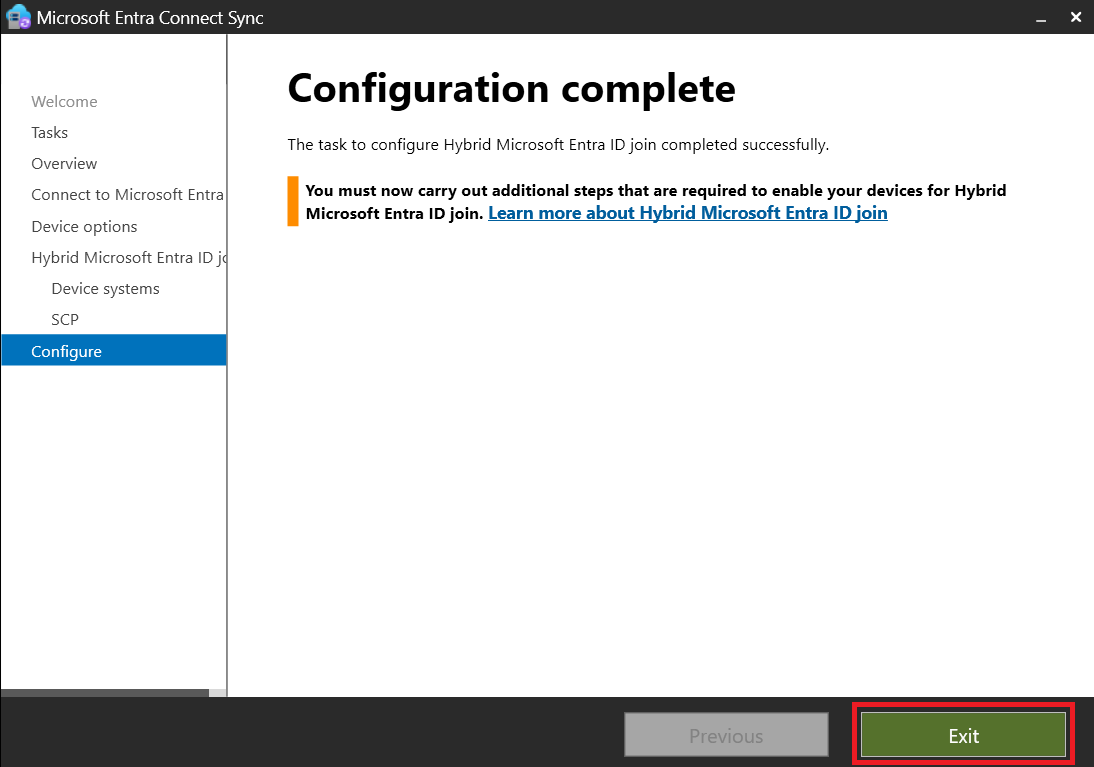 Microsoft Entra Connect Sync
Welcome
Tasks
Overview
Connect to Microsoft Entra
Device options
Hybrid Microsoft Entra ID jo
Device systems
SCP
Configure
Configuration complete
The task to configure Hybrid Microsoft Entra ID join completed successfully.
You must now carry out additional steps that are required to enable your devices for Hybrid
Microsoft Entra ID join. Learn more about Hybrid Microsoft Entra ID join
Previous
Exit